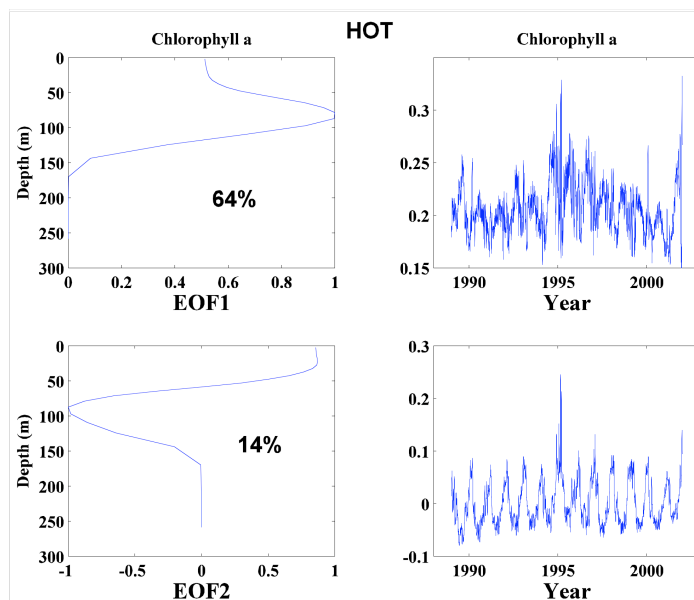 HOT
Chlorophyll a
Chlorophyll a
0
50
100
150
200
250
300
Depth (m)
64%
0 0.2 0.4 0.6 0.8 1
EOF1
0.3
0.25
0.2
0.15
1990 1995 2000
Year
0
50
100
150
200
250
300
Depth (m)
14%
-1 -0.5 0 0.5 1
EOF2
0.3
0.2
0.1
0
-0.1
1990 1995 2000
Year